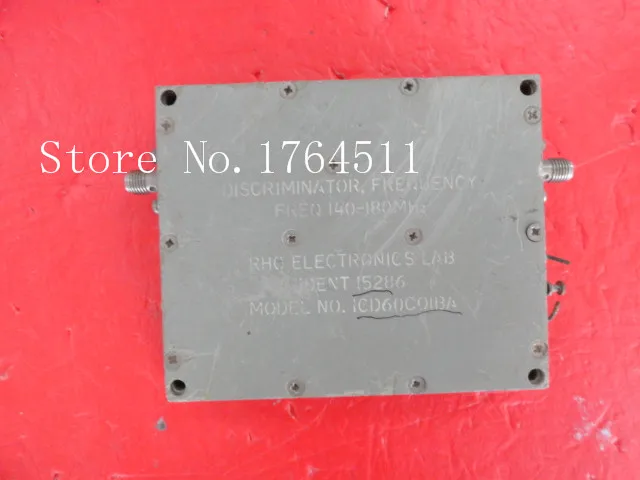 Store No. 1764511
DISCRIMINATOR, FREQUENCY
FREQ 140-180MHz
RHG ELECTRONICS LAB
IDENT 15286
MODEL NO. ICD60C01BA